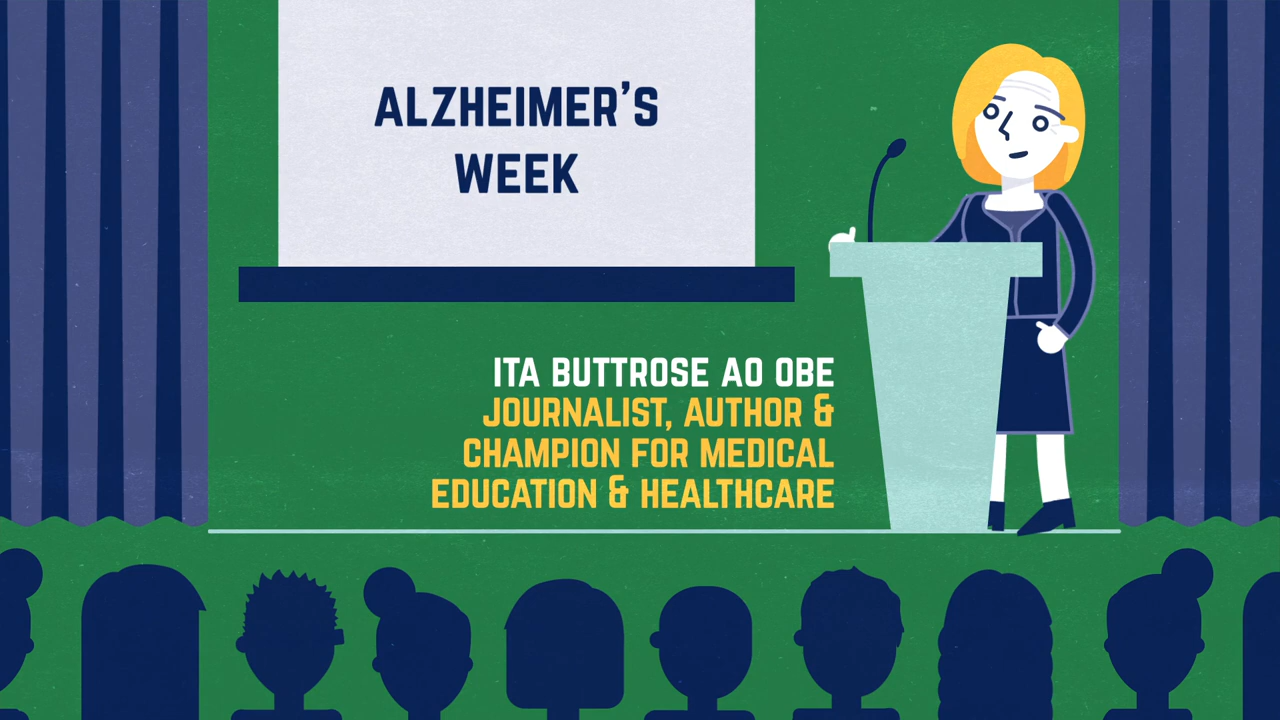 ALZHEIMER'S
WEEK
ITA BUTTROSE AO OBE
JOURNALIST, AUTHOR &
CHAMPION FOR MEDICAL
EDUCATION & HEALTHCARE